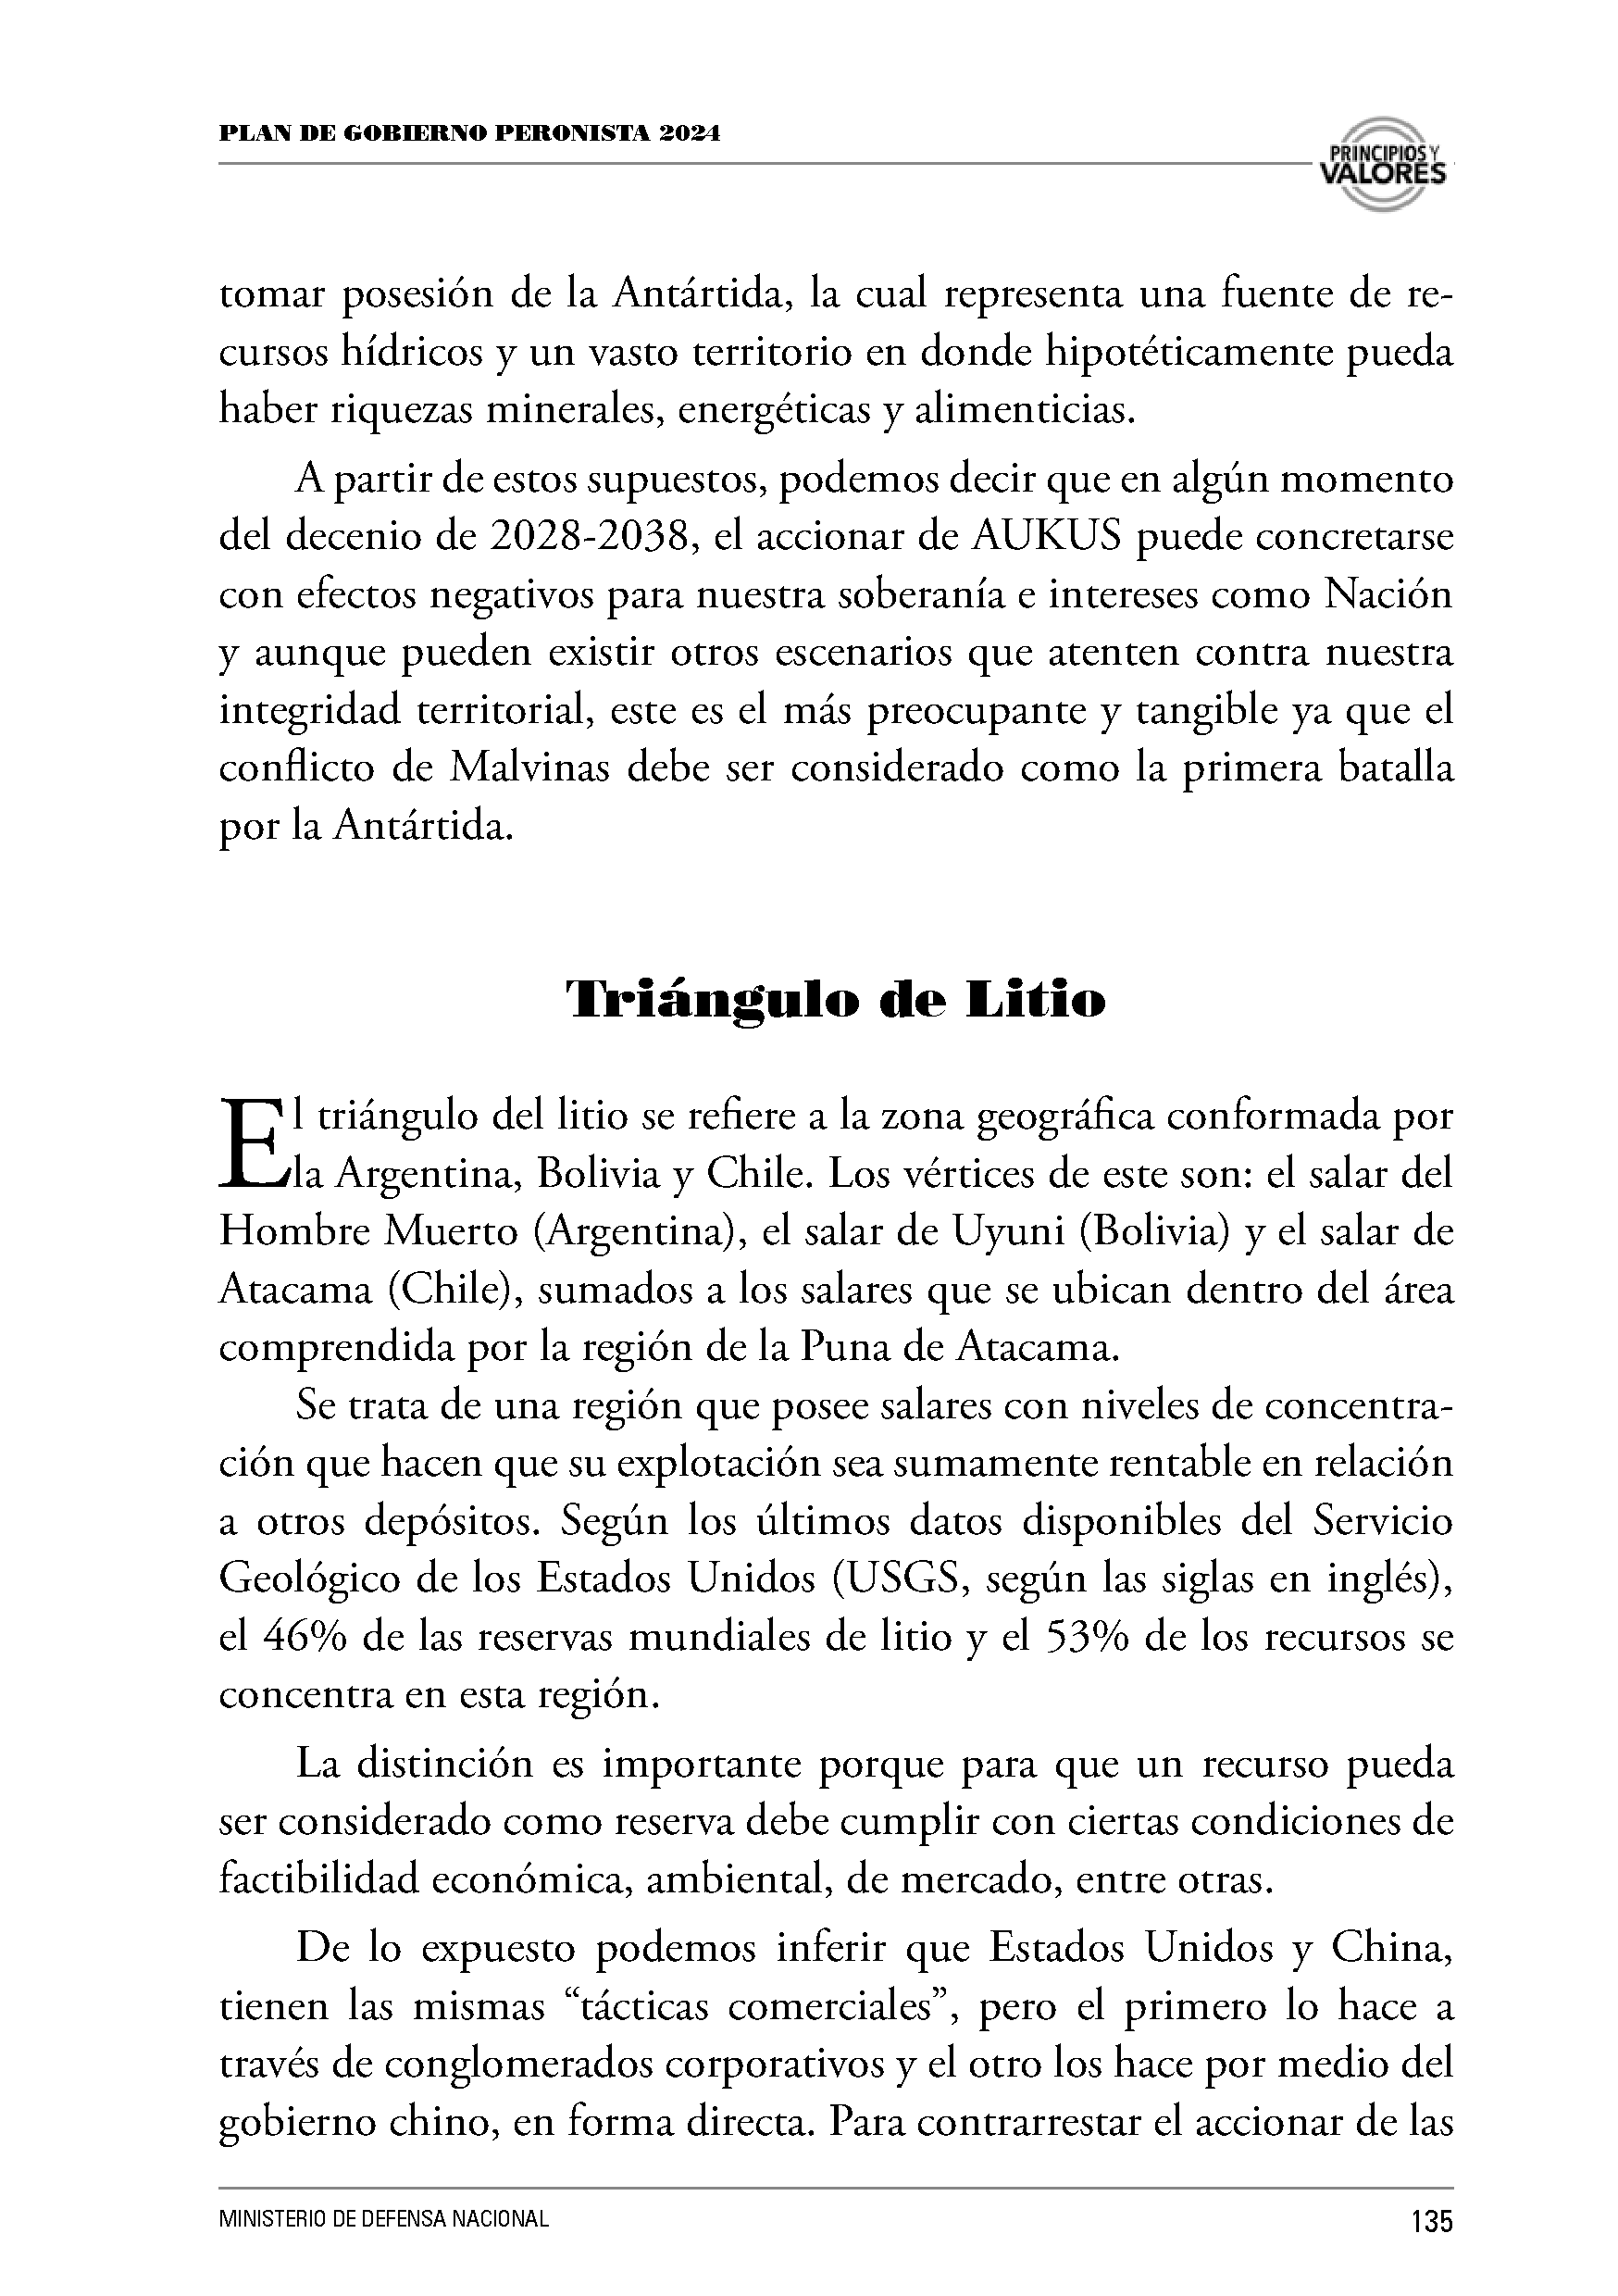 PLAN DE GOBIERNO PERONISTA 2024
PRINCIPIOS Y
VALORES
tomar posesión de la Antártida, la cual representa una fuente de re-
cursos hídricos y un vasto territorio en donde hipotéticamente pueda
haber riquezas minerales, energéticas y alimenticias.
A partir de estos supuestos, podemos decir que en algún momento
del decenio de 2028-2038, el accionar de AUKUS puede concretarse
con efectos negativos para nuestra soberanía e intereses como Nación
y aunque pueden existir otros escenarios que atenten contra nuestra
integridad territorial, este es el más preocupante y tangible ya que el
conflicto de Malvinas debe ser considerado como la primera batalla
por la Antártida.
Triángulo de Litio
El triángulo del litio se refiere a la zona geográfica conformada por
la Argentina, Bolivia y Chile. Los vértices de este son: el salar del
Hombre Muerto (Argentina), el salar de Uyuni (Bolivia) y el salar de
Atacama (Chile), sumados a los salares que se ubican dentro del área
comprendida por la región de la Puna de Atacama.
Se trata de una región que posee salares con niveles de concentra-
ción que hacen que su explotación sea sumamente rentable en relación
a otros depósitos. Según los últimos datos disponibles del Servicio
Geológico de los Estados Unidos (USGS, según las siglas en inglés),
el 46% de las reservas mundiales de litio y el 53% de los recursos se
concentra en esta región.
La distinción es importante porque para que un recurso pueda
ser considerado como reserva debe cumplir con ciertas condiciones de
factibilidad económica, ambiental, de mercado, entre otras.
De lo expuesto podemos inferir que Estados Unidos y China,
tienen las mismas “tácticas comerciales”, pero el primero lo hace a
través de conglomerados corporativos y el otro los hace por medio del
gobierno chino, en forma directa. Para contrarrestar el accionar de las
MINISTERIO DE DEFENSA NACIONAL
135